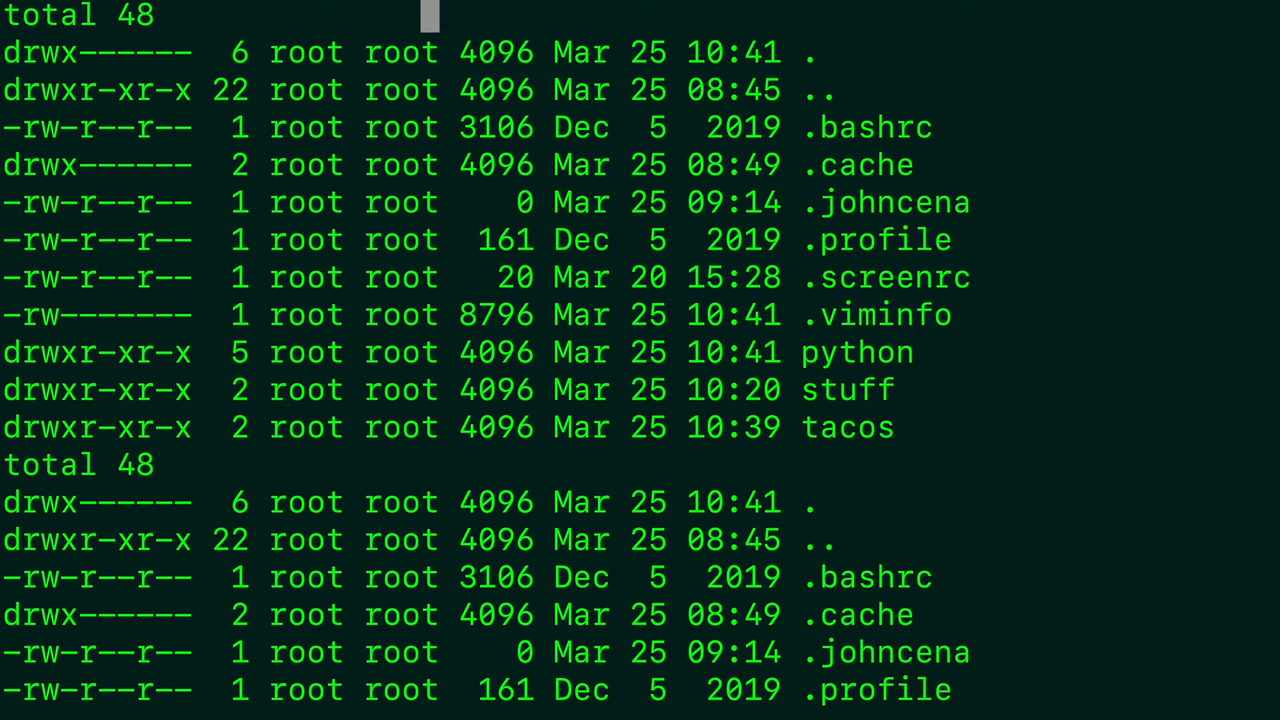 total 48
drwx------  6 root root 4096 Mar 25 10:41 .
drwxr-xr-x 22 root root 4096 Mar 25 08:45 ..
-rw-r--r--  1 root root 3106 Dec  5  2019 .bashrc
drwx------  2 root root 4096 Mar 25 08:49 .cache
-rw-r--r--  1 root root    0 Mar 25 09:14 .johncena
-rw-r--r--  1 root root  161 Dec  5  2019 .profile
-rw-r--r--  1 root root   20 Mar 20 15:28 .screenrc
-rw-------  1 root root 8796 Mar 25 10:41 .viminfo
drwxr-xr-x  5 root root 4096 Mar 25 10:41 python
drwxr-xr-x  2 root root 4096 Mar 25 10:20 stuff
drwxr-xr-x  2 root root 4096 Mar 25 10:39 tacos
total 48
drwx------  6 root root 4096 Mar 25 10:41 .
drwxr-xr-x 22 root root 4096 Mar 25 08:45 ..
-rw-r--r--  1 root root 3106 Dec  5  2019 .bashrc
drwx------  2 root root 4096 Mar 25 08:49 .cache
-rw-r--r--  1 root root    0 Mar 25 09:14 .johncena
-rw-r--r--  1 root root  161 Dec  5  2019 .profile